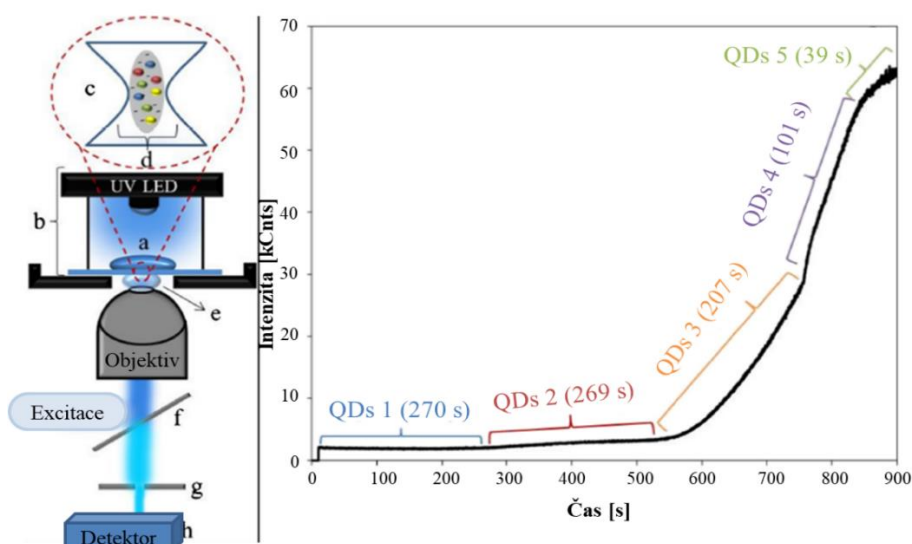 c
d
UV LED
b
a
e
Objektiv
Excitace
f
g
h
Detektor
Intenzita [kCnts]
70
60
50
40
30
20
10
0
QDs 1 (270 s)
QDs 2 (269 s)
QDs 3 (207 s)
QDs 4 (101 s)
QDs 5 (39 s)
0 100 200 300 400 500 600 700 800 900
Čas [s]